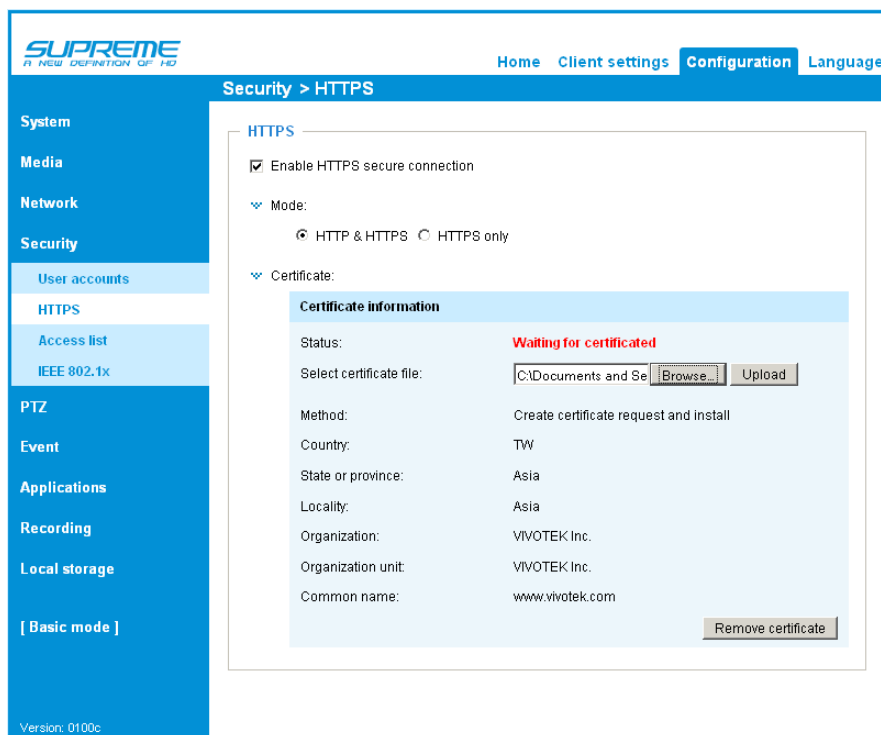 SUPREME
A NEW DEFINITION OF HD
Home Client settings Configuration Language
Security > HTTPS
System
Media
Network
Security
User accounts
HTTPS
Access list
IEEE 802.1x
PTZ
Event
Applications
Recording
Local storage
[ Basic mode ]
Version: 0100c
HTTPS
Enable HTTPS secure connection
Mode:
HTTP & HTTPS HTTPS only
Certificate:
Certificate information
Status: Waiting for certificated
Select certificate file: C:\Documents and Se Browse... Upload
Method: Create certificate request and install
Country: TW
State or province: Asia
Locality: Asia
Organization: VIVOTEK Inc.
Organization unit: VIVOTEK Inc.
Common name: www.vivotek.com
Remove certificate